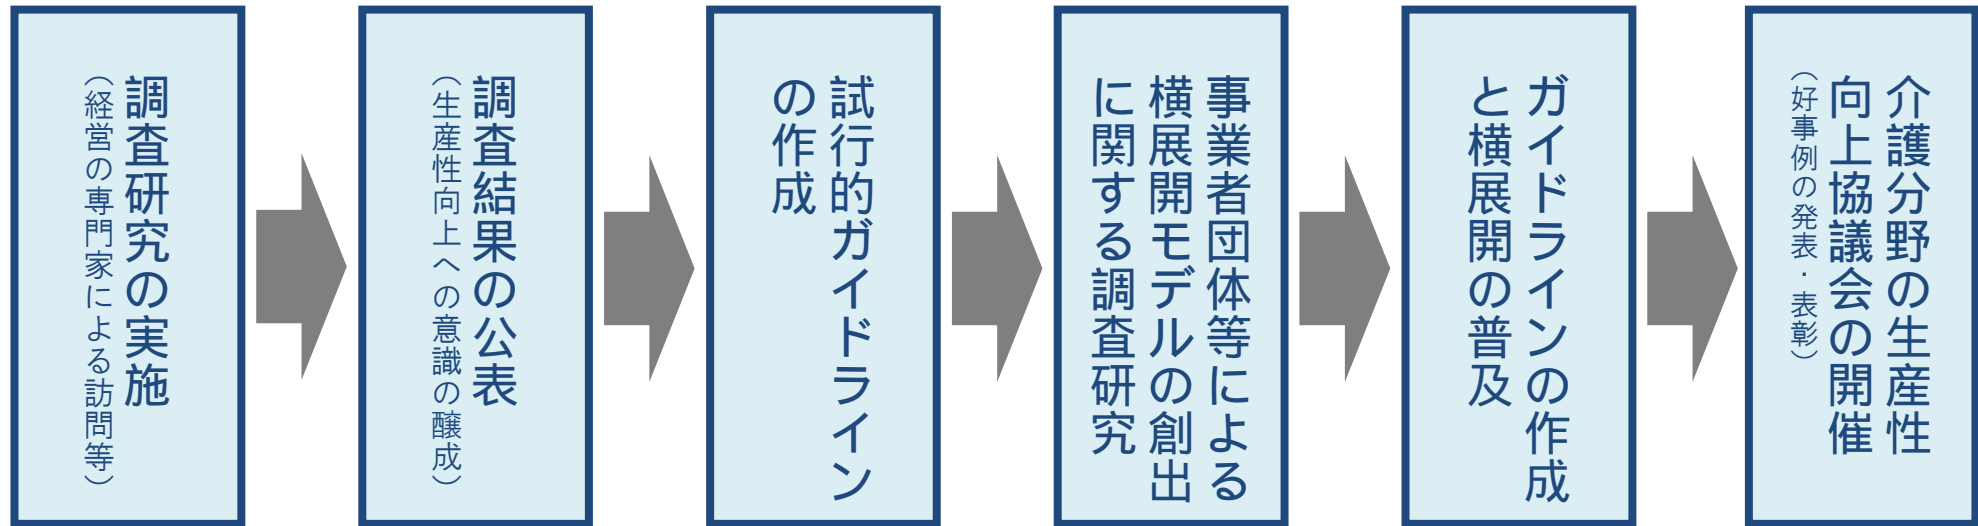 調査研究の実施
（経営の専門家による訪問等）
調査結果の公表
（生産性向上への意識の醸成）
試行的ガイドライン
の作成
事業者団体等による
横展開モデルの創出
に関する調査研究
ガイドラインの作成
と横展開の普及
介護分野の生産性
向上協議会の開催
（好事例の発表・表彰）